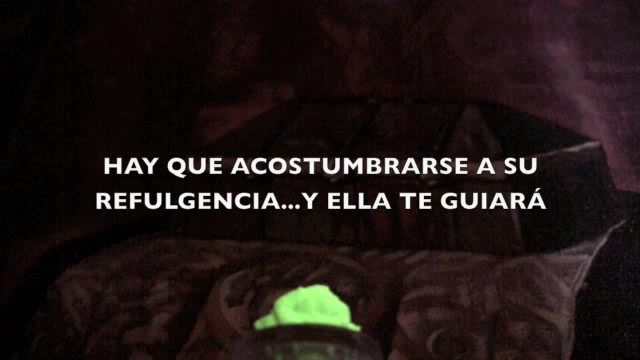 HAY QUE ACOSTUMBRARSE A SU
REFULGENCIA...Y ELLA TE GUIARÁ